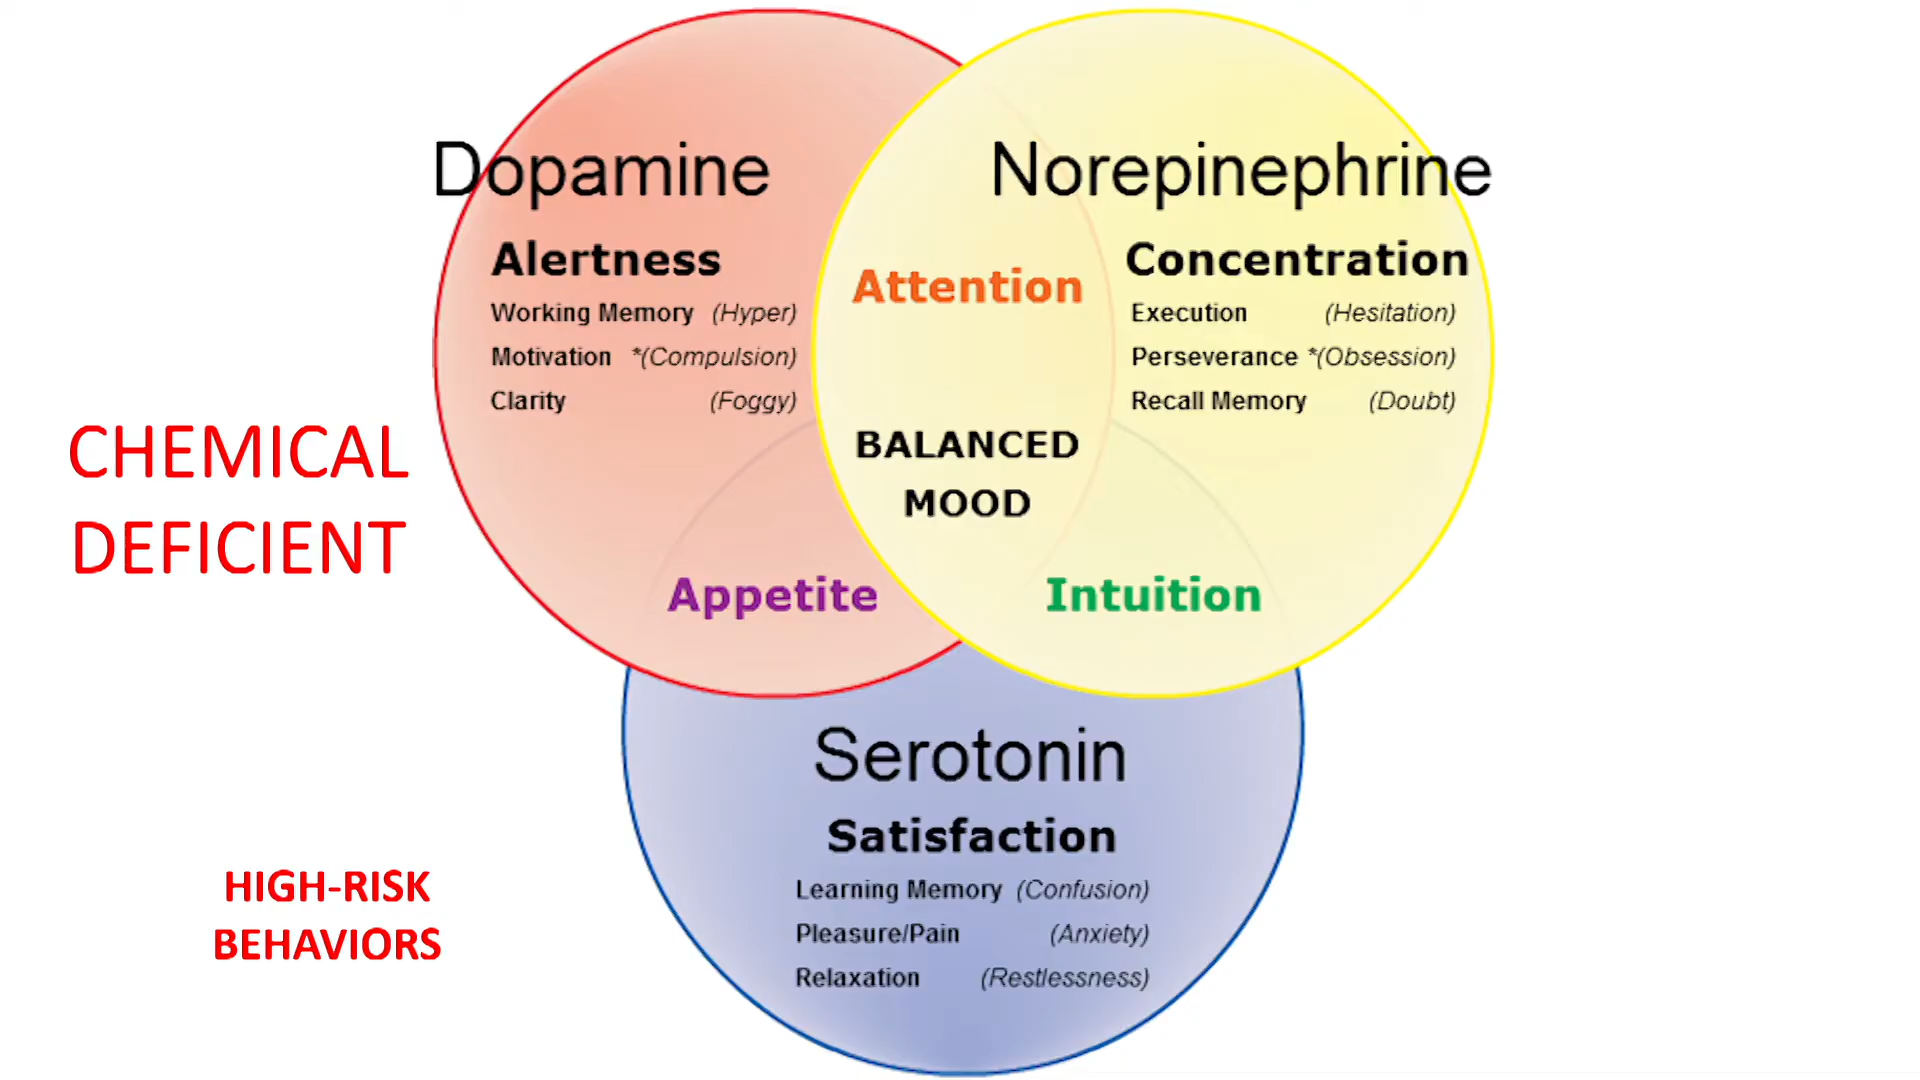 Dopamine
Norepinephrine
Alertness
Working Memory (Hyper)
Motivation *(Compulsion)
Clarity (Foggy)
Attention
Concentration
Execution (Hesitation)
Perseverance *(Obsession)
Recall Memory (Doubt)
CHEMICAL
DEFICIENT
BALANCED
MOOD
Appetite
Intuition
Serotonin
Satisfaction
Learning Memory (Confusion)
Pleasure/Pain (Anxiety)
Relaxation (Restlessness)
HIGH-RISK
BEHAVIORS